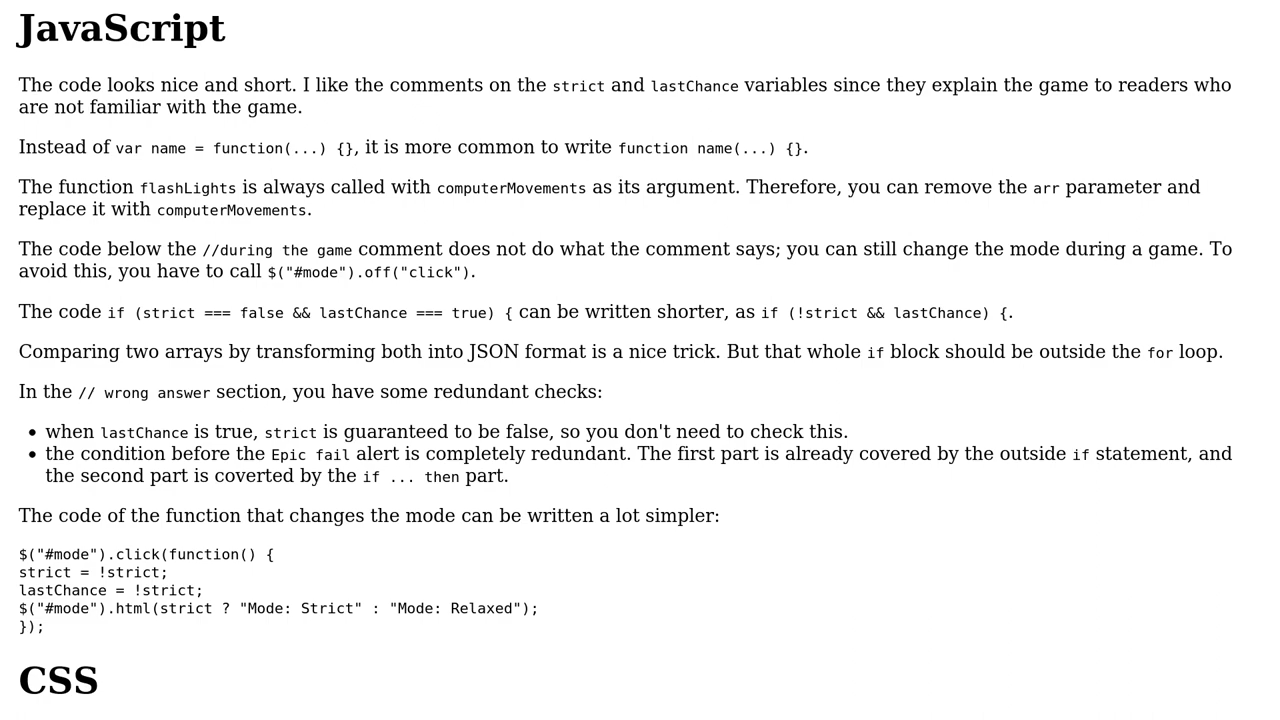 JavaScript
The code looks nice and short. I like the comments on the strict and lastChance variables since they explain the game to readers who
are not familiar with the game.
Instead of var name = function(...) {}, it is more common to write function name(...) {}.
The function flashLights is always called with computerMovements as its argument. Therefore, you can remove the arr parameter and
replace it with computerMovements.
The code below the //during the game comment does not do what the comment says; you can still change the mode during a game. To
avoid this, you have to call $("#mode").off("click").
The code if (strict === false && lastChance === true) { can be written shorter, as if (!strict && lastChance) {.
Comparing two arrays by transforming both into JSON format is a nice trick. But that whole if block should be outside the for loop.
In the // wrong answer section, you have some redundant checks:
• when lastChance is true, strict is guaranteed to be false, so you don't need to check this.
• the condition before the Epic fail alert is completely redundant. The first part is already covered by the outside if statement, and
the second part is coverted by the if ... then part.
The code of the function that changes the mode can be written a lot simpler:
$("#mode").click(function() {
strict = !strict;
lastChance = !strict;
$("#mode").html(strict ? "Mode: Strict" : "Mode: Relaxed");
});
CSS